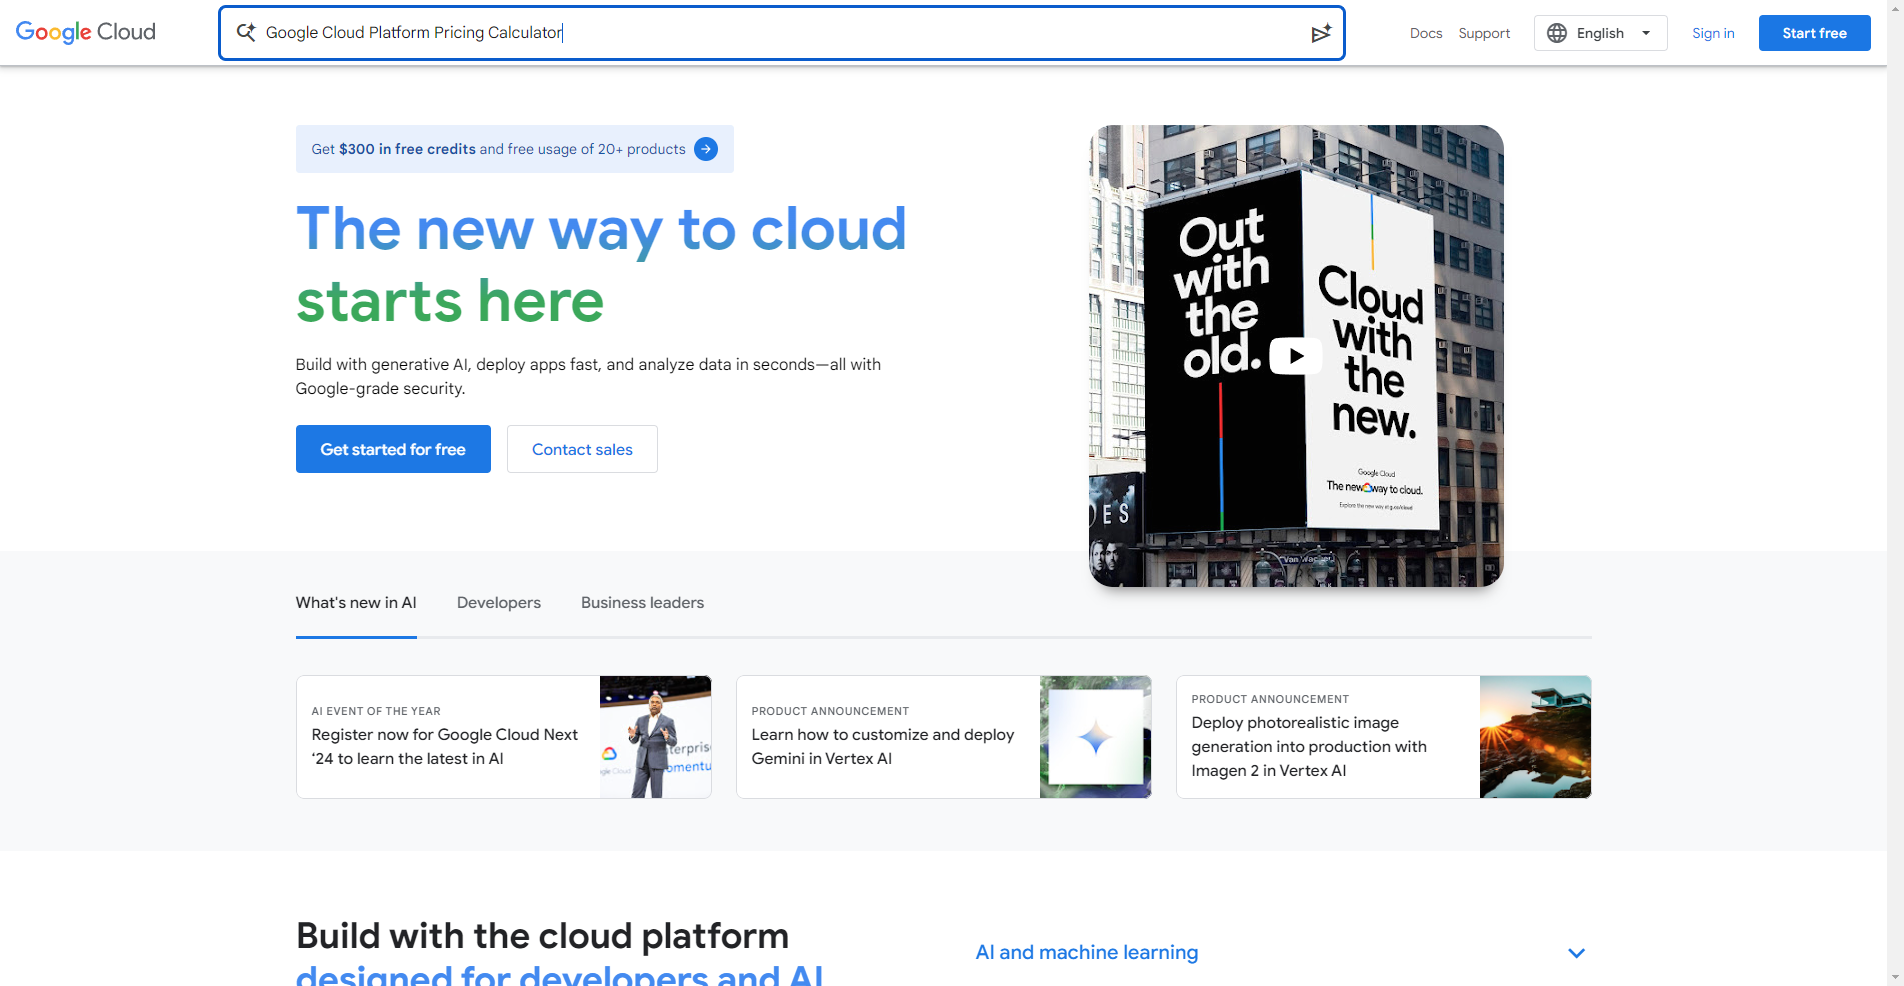 Google Cloud
Google Cloud Platform Pricing Calculator
Docs
Support
English
Sign in
Start free
Get $300 in free credits and free usage of 20+ products
The new way to cloud
starts here
Build with generative AI, deploy apps fast, and analyze data in seconds—all with
Google-grade security.
Get started for free
Contact sales
Out
with
the
old.
Cloud
with
the
new.
Google Cloud
The new way to cloud.
ES
Van Wagner
What's new in AI
Developers
Business leaders
AI EVENT OF THE YEAR
Register now for Google Cloud Next
‘24 to learn the latest in AI
PRODUCT ANNOUNCEMENT
Learn how to customize and deploy
Gemini in Vertex AI
PRODUCT ANNOUNCEMENT
Deploy photorealistic image
generation into production with
Imagen 2 in Vertex AI
Build with the cloud platform
designed for developers and AI
AI and machine learning